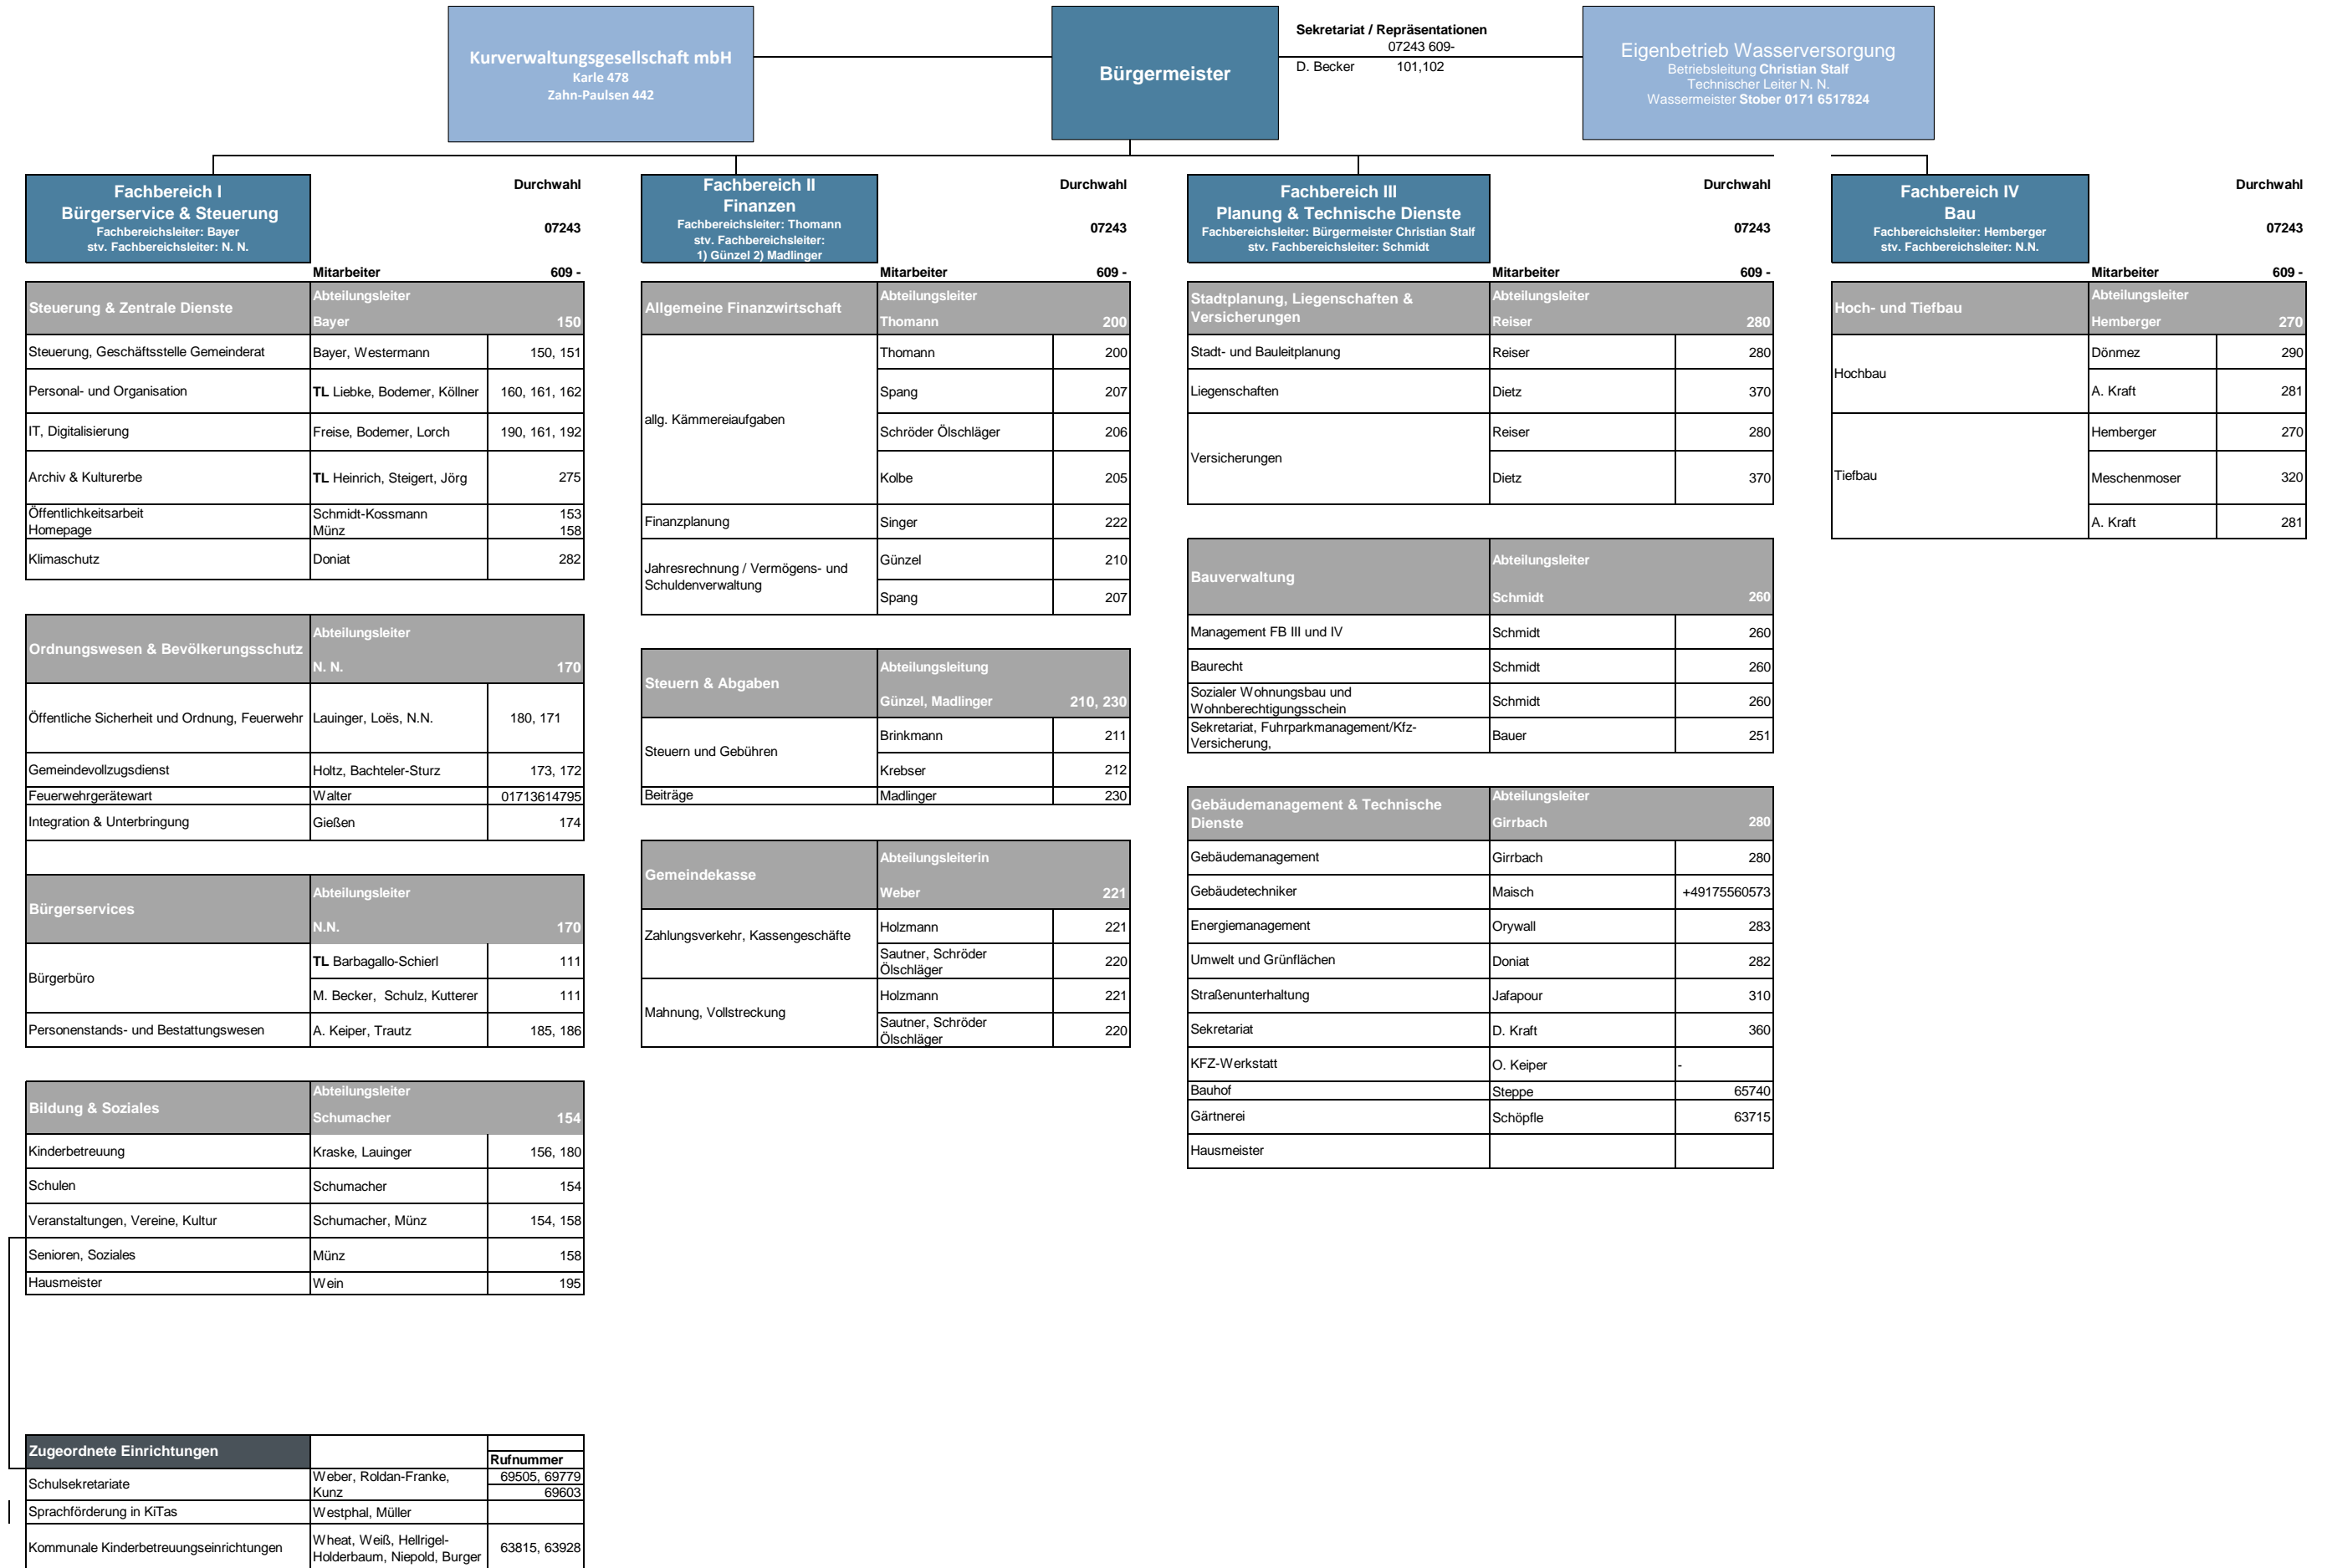 Kurverwaltungsgesellschaft mbH
Karle 478
Zahn-Paulsen 442
Bürgermeister
Sekretariat / Repräsentationen
07243 609-
D. Becker 101,102
Eigenbetrieb Wasserversorgung
Betriebsleitung Christian Stalf
Technischer Leiter N. N.
Wassermeister Stober 0171 6517824
Fachbereich I
Bürgerservice & Steuerung
Fachbereichsleiter: Bayer
stv. Fachbereichsleiter: N. N.
Durchwahl
07243
Mitarbeiter 609 -
Steuerung & Zentrale Dienste
Abteilungsleiter
Bayer 150
Steuerung, Geschäftsstelle Gemeinderat Bayer, Westermann 150, 151
Personal- und Organisation TL Liebke, Bodemer, Köllner 160, 161, 162
IT, Digitalisierung Freise, Bodemer, Lorch 190, 161, 192
Archiv & Kulturerbe TL Heinrich, Steigert, Jörg 275
Öffentlichkeitsarbeit Schmidt-Kossmann 153
Homepage Münz 158
Klimaschutz Doniat 282
Ordnungswesen & Bevölkerungsschutz
Abteilungsleiter
N. N. 170
Öffentliche Sicherheit und Ordnung, Feuerwehr Lauinger, Loës, N.N. 180, 171
Gemeindevollzugsdienst Holtz, Bachteler-Sturz 173, 172
Feuerwehrgerätewart Walter 01713614795
Integration & Unterbringung Gießen 174
Bürgerservices
Abteilungsleiter
N.N. 170
Bürgerbüro
TL Barbagallo-Schierl 111
M. Becker, Schulz, Kutterer 111
Personenstands- und Bestattungswesen A. Keiper, Trautz 185, 186
Bildung & Soziales
Abteilungsleiter
Schumacher 154
Kinderbetreuung Kraske, Lauinger 156, 180
Schulen Schumacher 154
Veranstaltungen, Vereine, Kultur Schumacher, Münz 154, 158
Senioren, Soziales Münz 158
Hausmeister Wein 195
Zugeordnete Einrichtungen
Rufnummer
Schulsekretariate
Weber, Roldan-Franke, 69505, 69779
Kunz 69603
Sprachförderung in KiTas Westphal, Müller
Kommunale Kinderbetreuungseinrichtungen
Wheat, Weiß, Hellrigel-
Holderbaum, Niepold, Burger
63815, 63928
Fachbereich II
Finanzen
Fachbereichsleiter: Thomann
stv. Fachbereichsleiter:
1) Günzel 2) Madlinger
Durchwahl
07243
Mitarbeiter 609 -
Allgemeine Finanzwirtschaft
Abteilungsleiter
Thomann 200
allg. Kämmereiaufgaben
Thomann 200
Spang 207
Schröder Ölschläger 206
Kolbe 205
Finanzplanung Singer 222
Jahresrechnung / Vermögens- und
Schuldenverwaltung
Günzel 210
Spang 207
Steuern & Abgaben
Abteilungsleitung
Günzel, Madlinger 210, 230
Steuern und Gebühren
Brinkmann 211
Krebser 212
Beiträge Madlinger 230
Gemeindekasse
Abteilungsleiterin
Weber 221
Zahlungsverkehr, Kassengeschäfte
Holzmann 221
Sautner, Schröder
Ölschläger
220
Mahnung, Vollstreckung
Holzmann 221
Sautner, Schröder
Ölschläger
220
Fachbereich III
Planung & Technische Dienste
Fachbereichsleiter: Bürgermeister Christian Stalf
stv. Fachbereichsleiter: Schmidt
Durchwahl
07243
Mitarbeiter 609 -
Stadtplanung, Liegenschaften &
Versicherungen
Abteilungsleiter
Reiser 280
Stadt- und Bauleitplanung Reiser 280
Liegenschaften Dietz 370
Versicherungen
Reiser 280
Dietz 370
Bauverwaltung
Abteilungsleiter
Schmidt 260
Management FB III und IV Schmidt 260
Baurecht Schmidt 260
Sozialer Wohnungsbau und
Wohnberechtigungsschein
Schmidt 260
Sekretariat, Fuhrparkmanagement/Kfz-
Versicherung,
Bauer 251
Gebäudemanagement & Technische
Dienste
Abteilungsleiter
Girrbach 280
Gebäudemanagement Girrbach 280
Gebäudetechniker Maisch +49175560573
Energiemanagement Orywall 283
Umwelt und Grünflächen Doniat 282
Straßenunterhaltung Jafapour 310
Sekretariat D. Kraft 360
KFZ-Werkstatt O. Keiper -
Bauhof Steppe 65740
Gärtnerei Schöpfle 63715
Hausmeister
Fachbereich IV
Bau
Fachbereichsleiter: Hemberger
stv. Fachbereichsleiter: N.N.
Durchwahl
07243
Mitarbeiter 609 -
Hoch- und Tiefbau
Abteilungsleiter
Hemberger 270
Hochbau
Dönmez 290
A. Kraft 281
Tiefbau
Hemberger 270
Meschenmoser 320
A. Kraft 281